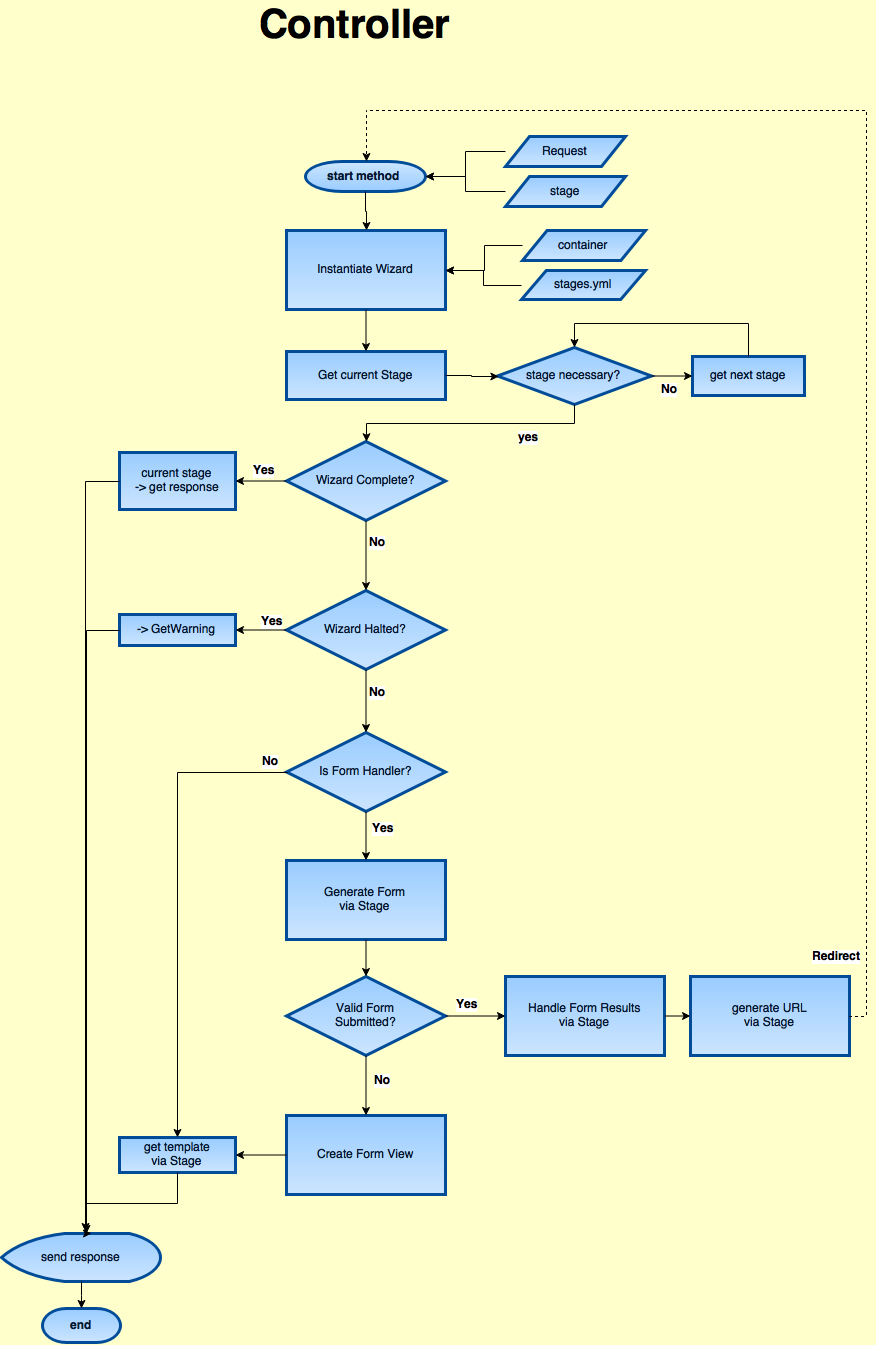 Controller
Request
start method
stage
container
Instantiate Wizard
stages.yml
Get current Stage
stage necessary?
No
get next stage
yes
current stage
-> get response
Yes
Wizard Complete?
No
-> GetWarning
Yes
Wizard Halted?
No
No
Is Form Handler?
Yes
Generate Form
via Stage
Redirect
Valid Form
Submitted?
Yes
Handle Form Results
via Stage
generate URL
via Stage
No
get template
via Stage
Create Form View
send response
end